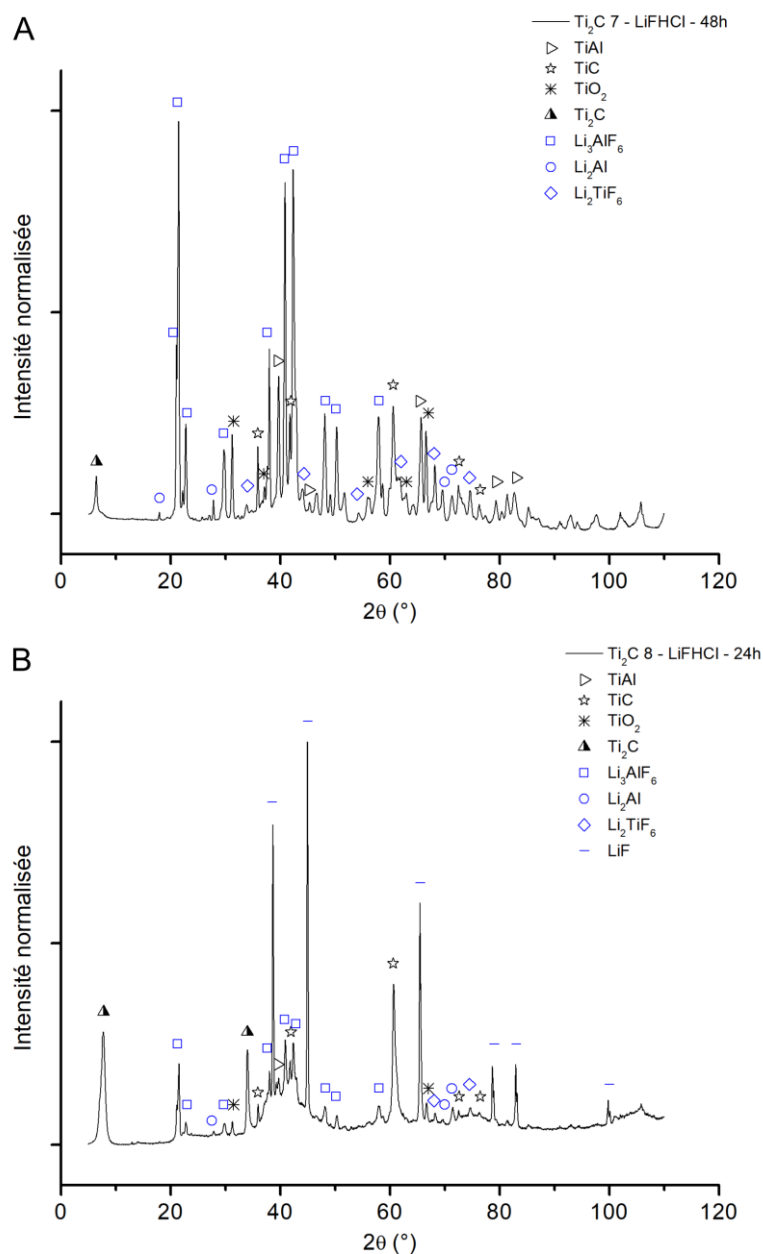 A
Ti₂C 7 - LiFHCl - 48h
TiAl
TiC
TiO₂
Ti₂C
Li₃AlF₆
Li₂Al
Li₂TiF₆
Intensité normalisée
0 20 40 60 80 100 120
2θ (°)
B
Ti₂C 8 - LiFHCl - 24h
TiAl
TiC
TiO₂
Ti₂C
Li₃AlF₆
Li₂Al
Li₂TiF₆
LiF
Intensité normalisée
0 20 40 60 80 100 120
2θ (°)